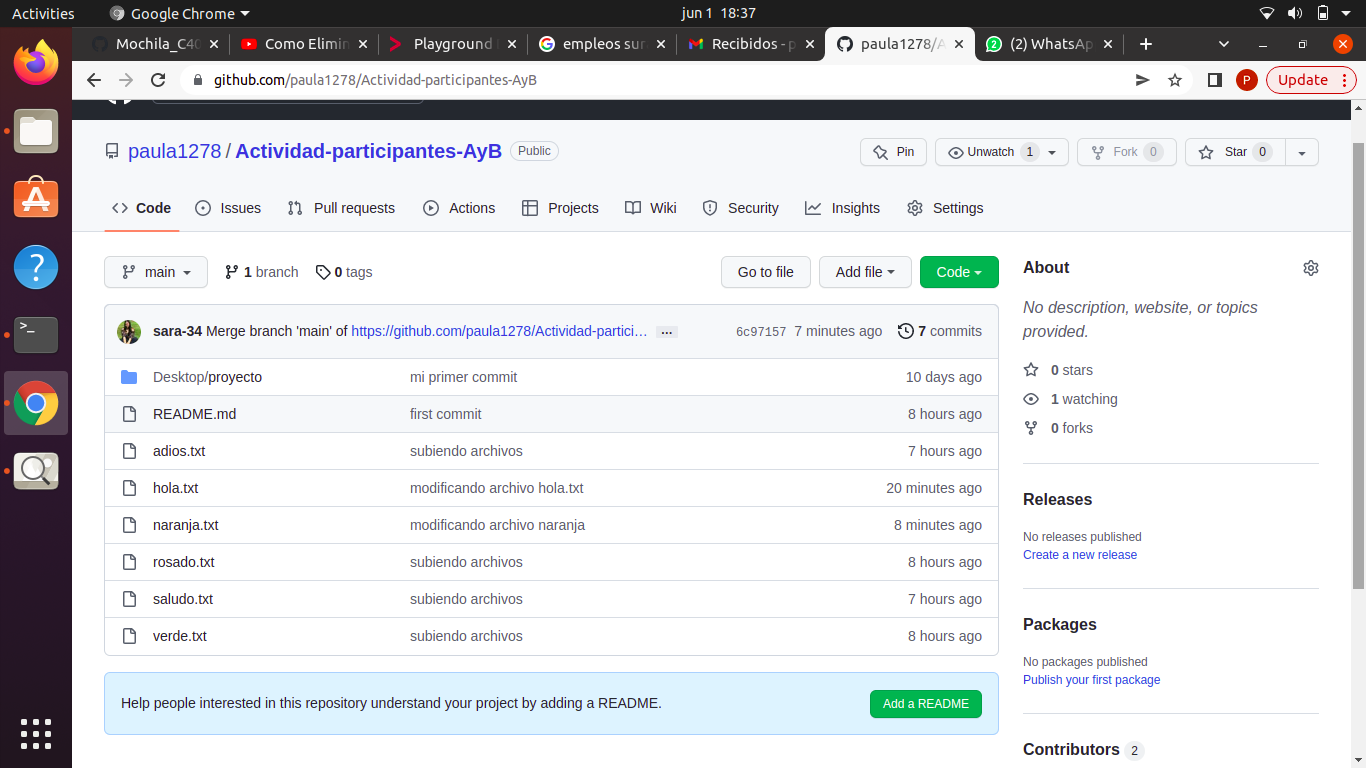 Activities Google Chrome jun 1 18:37
Mochila_C40 Como Elimin Playground empleos sur Recibidos - p paula1278/A (2) WhatsAp
github.com/paula1278/Actividad-participantes-AyB P Update
paula1278 / Actividad-participantes-AyB Public Pin Unwatch 1 Fork 0 Star 0
Code Issues Pull requests Actions Projects Wiki Security Insights Settings
main 1 branch 0 tags Go to file Add file Code
About
No description, website, or topics
provided.
sara-34 Merge branch 'main' of https://github.com/paula1278/Actividad-partici… ... 6c97157 7 minutes ago 7 commits
Desktop/proyecto mi primer commit 10 days ago
README.md first commit 8 hours ago
adios.txt subiendo archivos 7 hours ago
hola.txt modificando archivo hola.txt 20 minutes ago
naranja.txt modificando archivo naranja 8 minutes ago
rosado.txt subiendo archivos 8 hours ago
saludo.txt subiendo archivos 7 hours ago
verde.txt subiendo archivos 8 hours ago
0 stars
1 watching
0 forks
Releases
No releases published
Create a new release
Packages
No packages published
Publish your first package
Help people interested in this repository understand your project by adding a README. Add a README
Contributors 2